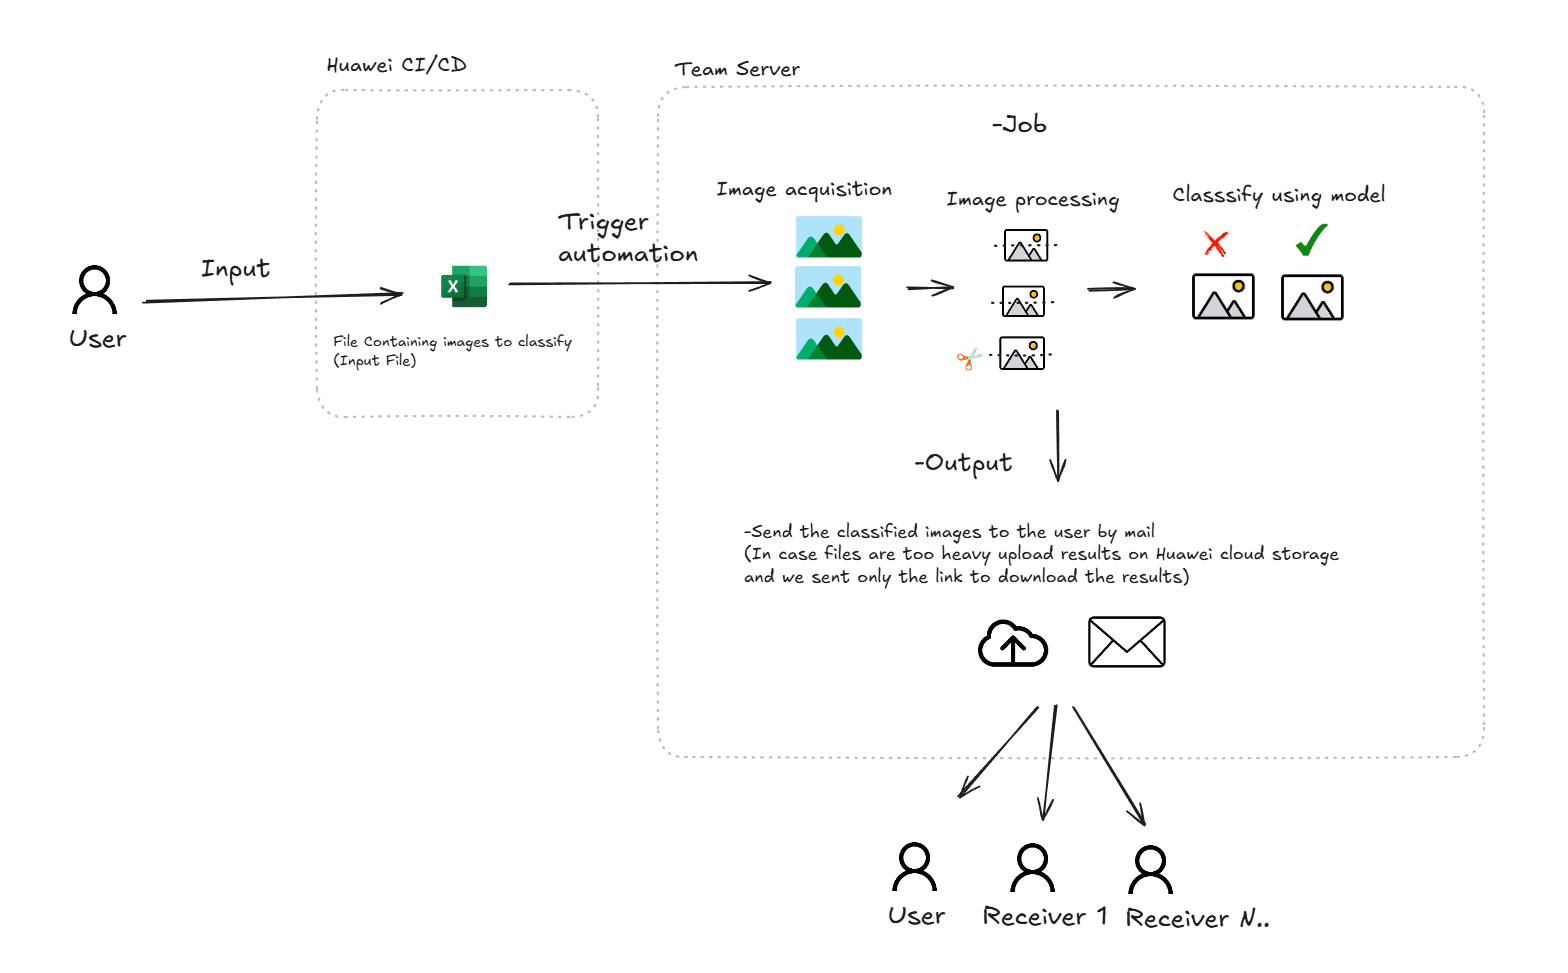 Huawei CI/CD
Team Server
-Job
Image acquisition
Image processing
Classsify using model
Trigger
automation
Input
X
User
File Containing images to classify
(Input File)
-Output
-Send the classified images to the user by mail
(In case files are too heavy upload results on Huawei cloud storage
and we sent only the link to download the results)
User
Receiver 1
Receiver N..